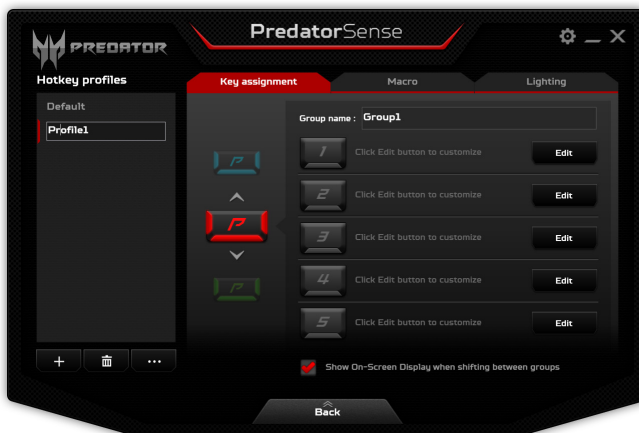 PREDATOR
PredatorSense
Hotkey profiles
Default
Profile1
Key assignment
Macro
Lighting
Group name : Group1
1 Click Edit button to customize Edit
2 Click Edit button to customize Edit
3 Click Edit button to customize Edit
4 Click Edit button to customize Edit
5 Click Edit button to customize Edit
Show On-Screen Display when shifting between groups
Back